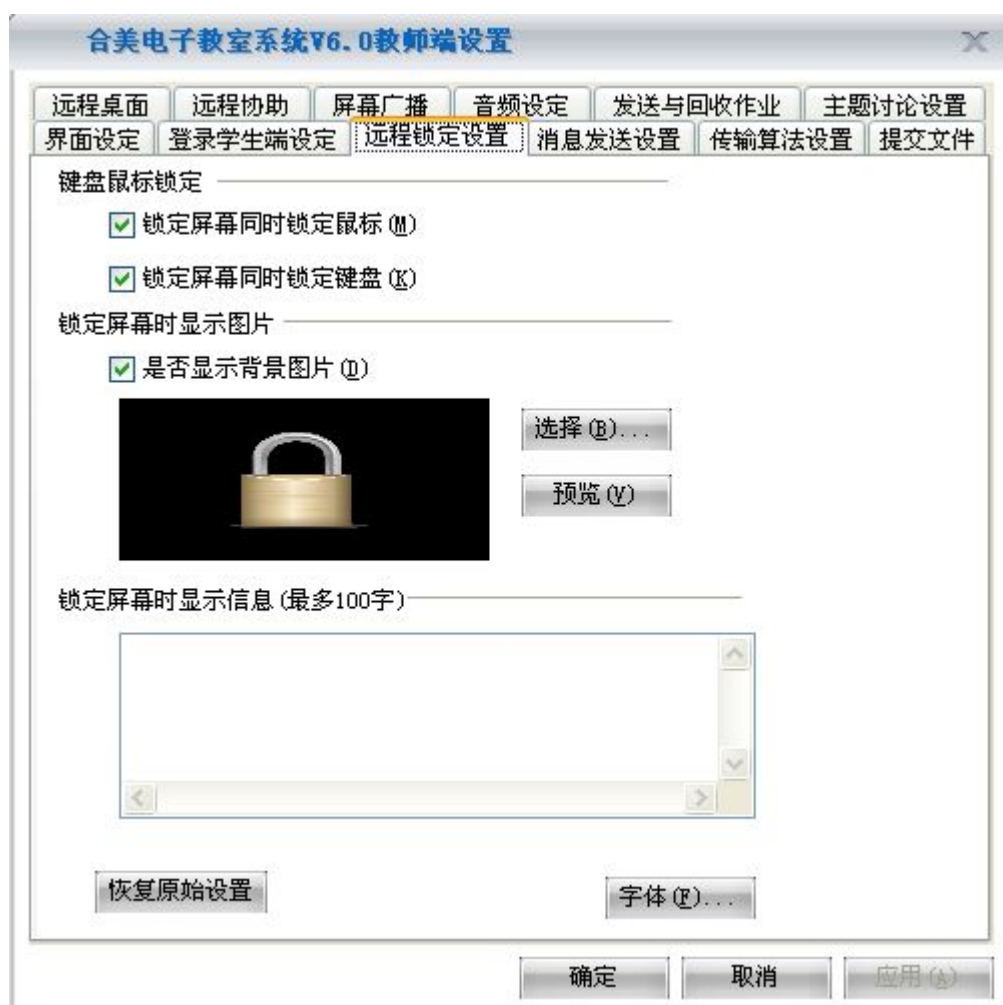 合美电子教室系统V6.0教师端设置
远程桌面 远程协助 屏幕广播 音频设定 发送与回收作业 主题讨论设置
界面设定 登录学生端设定 远程锁定设置 消息发送设置 传输算法设置 提交文件
键盘鼠标锁定
锁定屏幕同时锁定鼠标(M)
锁定屏幕同时锁定键盘(K)
锁定屏幕时显示图片
是否显示背景图片(D)
选择(B)...
预览(V)
锁定屏幕时显示信息(最多100字)
恢复原始设置 字体(F)...
确定 取消 应用(A)